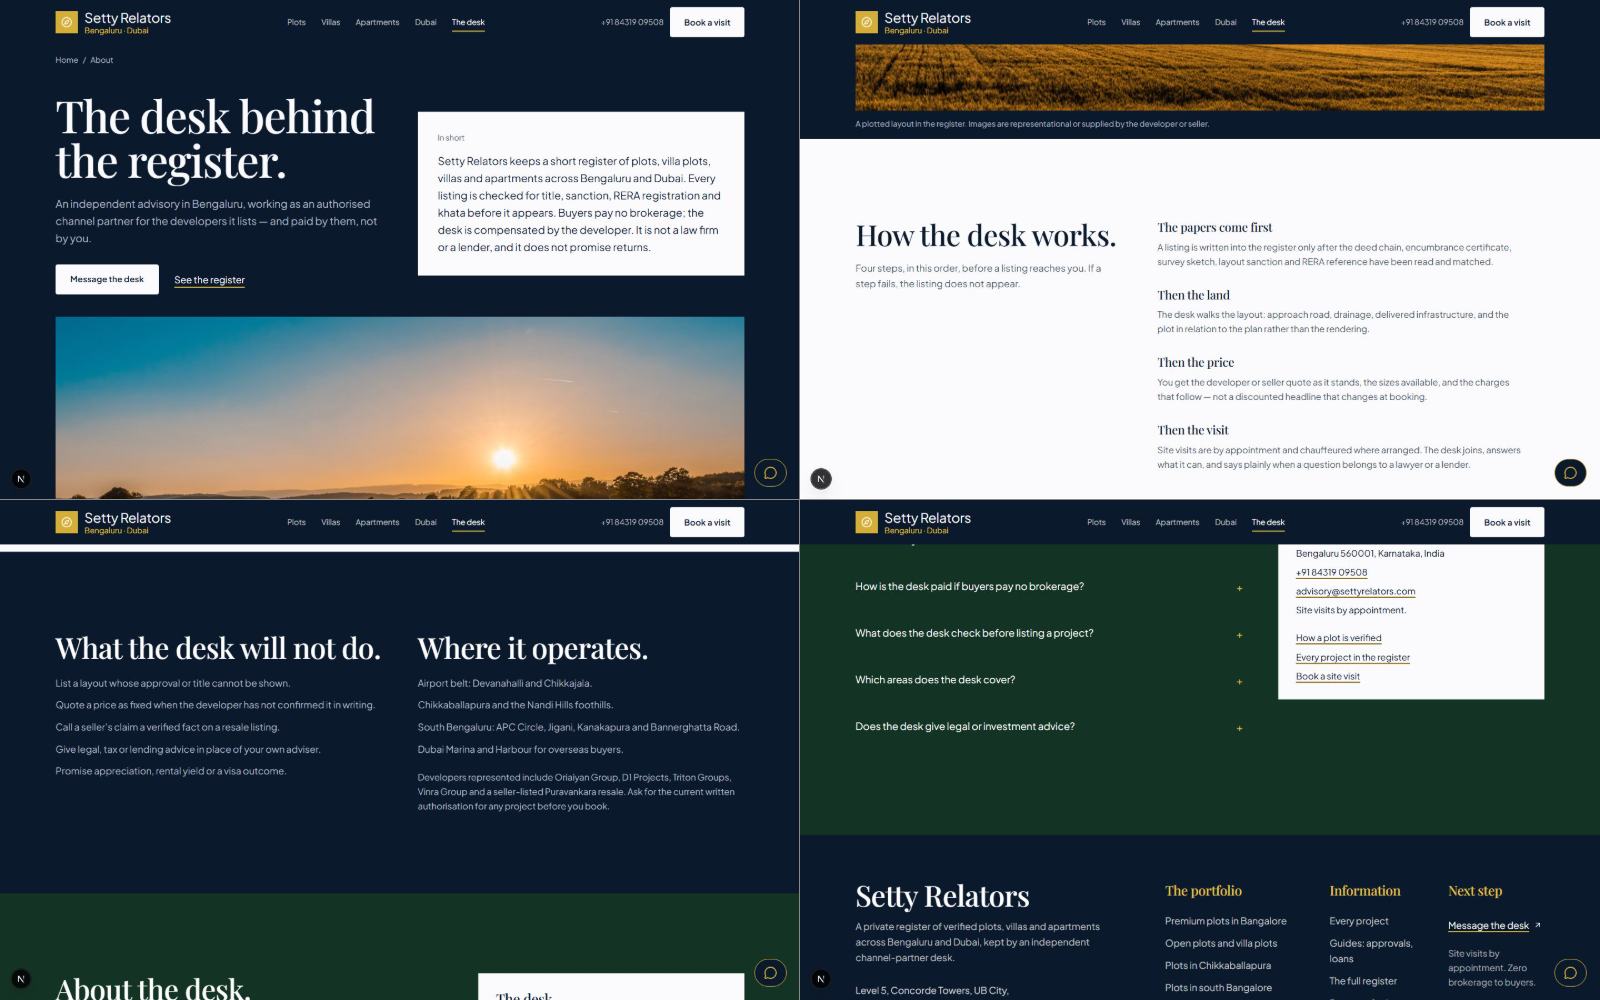 Setty Relators
Bengaluru · Dubai
Plots Villas Apartments Dubai The desk
+91 84319 09508
Book a visit
Home / About
The desk behind
the register.
An independent advisory in Bengaluru, working as an authorised
channel partner for the developers it lists — and paid by them, not
by you.
Message the desk
See the register
In short
Setty Relators keeps a short register of plots, villa plots,
villas and apartments across Bengaluru and Dubai. Every
listing is checked for title, sanction, RERA registration and
khata before it appears. Buyers pay no brokerage; the
desk is compensated by the developer. It is not a law firm
or a lender, and it does not promise returns.
N
Setty Relators
Bengaluru · Dubai
Plots Villas Apartments Dubai The desk
+91 84319 09508
Book a visit
A plotted layout in the register. Images are representational or supplied by the developer or seller.
How the desk works.
Four steps, in this order, before a listing reaches you. If a
step fails, the listing does not appear.
The papers come first
A listing is written into the register only after the deed chain, encumbrance certificate,
survey sketch, layout sanction and RERA reference have been read and matched.
Then the land
The desk walks the layout: approach road, drainage, delivered infrastructure, and the
plot in relation to the plan rather than the rendering.
Then the price
You get the developer or seller quote as it stands, the sizes available, and the charges
that follow — not a discounted headline that changes at booking.
Then the visit
Site visits are by appointment and chauffeured where arranged. The desk joins, answers
what it can, and says plainly when a question belongs to a lawyer or a lender.
N
Setty Relators
Bengaluru · Dubai
Plots Villas Apartments Dubai The desk
+91 84319 09508
Book a visit
What the desk will not do.
List a layout whose approval or title cannot be shown.
Quote a price as fixed when the developer has not confirmed it in writing.
Call a seller's claim a verified fact on a resale listing.
Give legal, tax or lending advice in place of your own adviser.
Promise appreciation, rental yield or a visa outcome.
Where it operates.
Airport belt: Devanahalli and Chikkajala.
Chikkaballapura and the Nandi Hills foothills.
South Bengaluru: APC Circle, Jigani, Kanakapura and Bannerghatta Road.
Dubai Marina and Harbour for overseas buyers.
Developers represented include Oriaiyan Group, D1 Projects, Triton Groups,
Vinra Group and a seller-listed Puravankara resale. Ask for the current written
authorisation for any project before you book.
About the desk.
The desk
N
Setty Relators
Bengaluru · Dubai
Plots Villas Apartments Dubai The desk
+91 84319 09508
Book a visit
How is the desk paid if buyers pay no brokerage?
+
What does the desk check before listing a project?
+
Which areas does the desk cover?
+
Does the desk give legal or investment advice?
+
Bengaluru 560001, Karnataka, India
+91 84319 09508
advisory@settyrelators.com
Site visits by appointment.
How a plot is verified
Every project in the register
Book a site visit
Setty Relators
A private register of verified plots, villas and apartments
across Bengaluru and Dubai, kept by an independent
channel-partner desk.
Level 5, Concorde Towers, UB City,
The portfolio
Premium plots in Bangalore
Open plots and villa plots
Plots in Chikkaballapura
Plots in south Bangalore
Information
Every project
Guides: approvals,
loans
The full register
Next step
Message the desk ↗
Site visits by
appointment. Zero
brokerage to buyers.
N